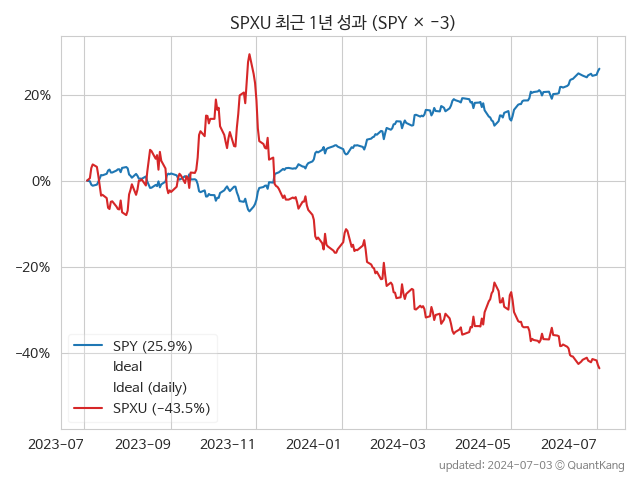 SPXU 최근 1년 성과 (SPY × -3)
20%
0%
-20%
-40%
SPY (25.9%)
Ideal
Ideal (daily)
SPXU (-43.5%)
2023-07 2023-09 2023-11 2024-01 2024-03 2024-05 2024-07
updated: 2024-07-03 © QuantKang